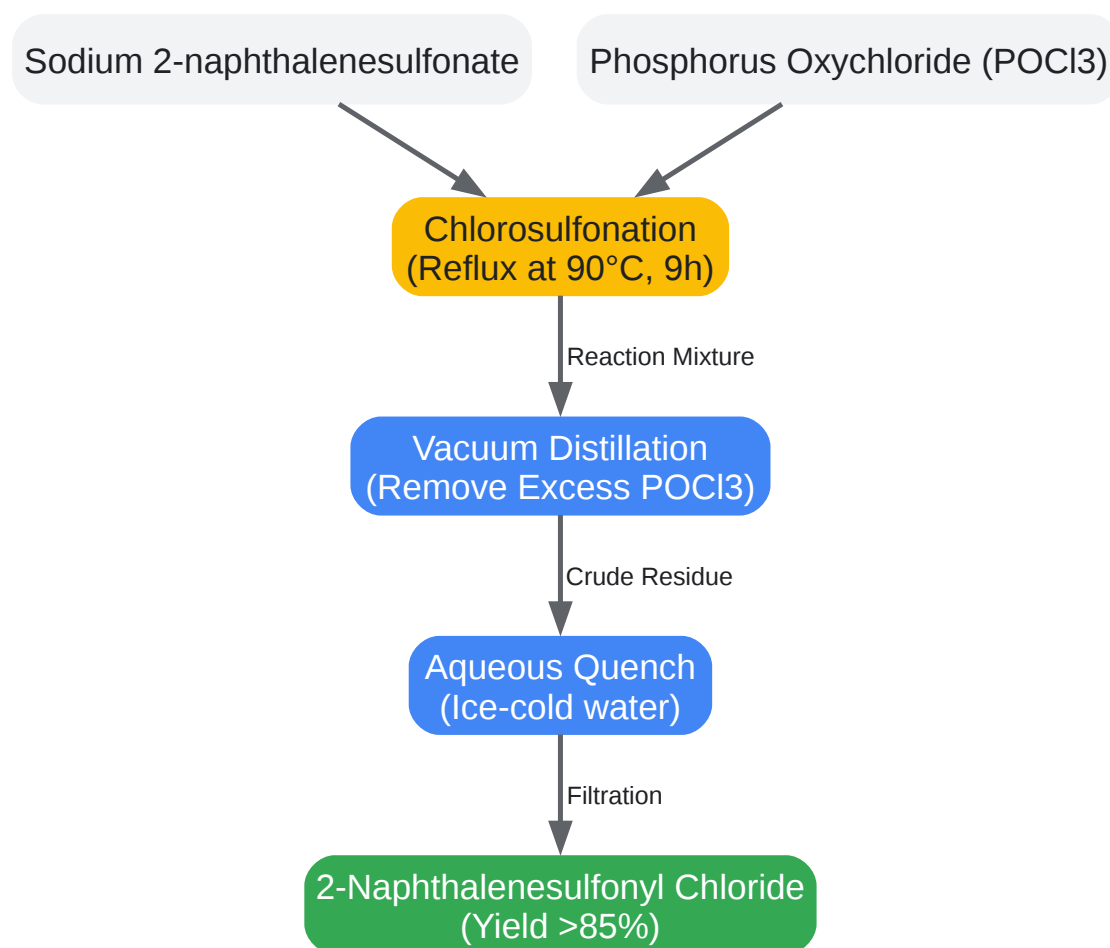 Sodium 2-naphthalenesulfonate
Phosphorus Oxychloride (POCl3)
Chlorosulfonation
(Reflux at 90°C, 9h)
Reaction Mixture
Vacuum Distillation
(Remove Excess POCl3)
Crude Residue
Aqueous Quench
(Ice-cold water)
Filtration
2-Naphthalenesulfonyl Chloride
(Yield >85%)